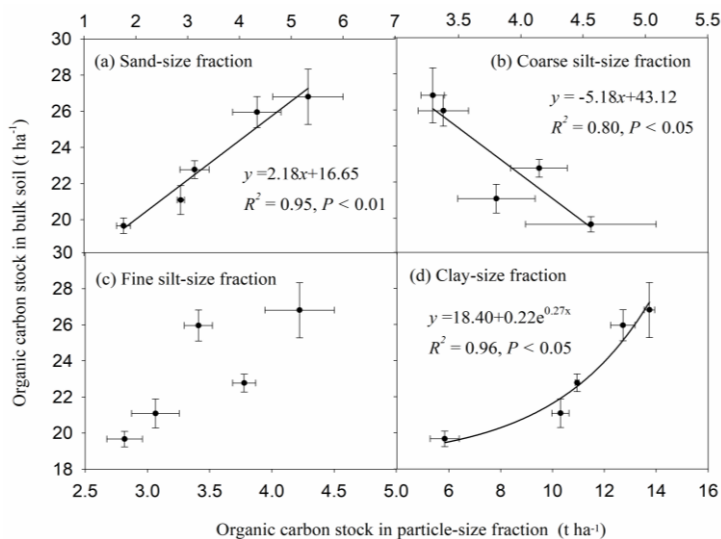 1 2 3 4 5 6 7
3.0 3.5 4.0 4.5 5.0 5.5
30
28
26
24
22
20
30
28
26
24
22
20
18
Organic carbon stock in bulk soil (t ha-1)
(a) Sand-size fraction
y =2.18x+16.65
R2 = 0.95, P < 0.01
(b) Coarse silt-size fraction
y = -5.18x+43.12
R2 = 0.80, P < 0.05
(c) Fine silt-size fraction
(d) Clay-size fraction
y =18.40+0.22e0.27x
R2 = 0.96, P < 0.05
2.5 3.0 3.5 4.0 4.5 5.0
6 8 10 12 14 16
Organic carbon stock in particle-size fraction (t ha-1)